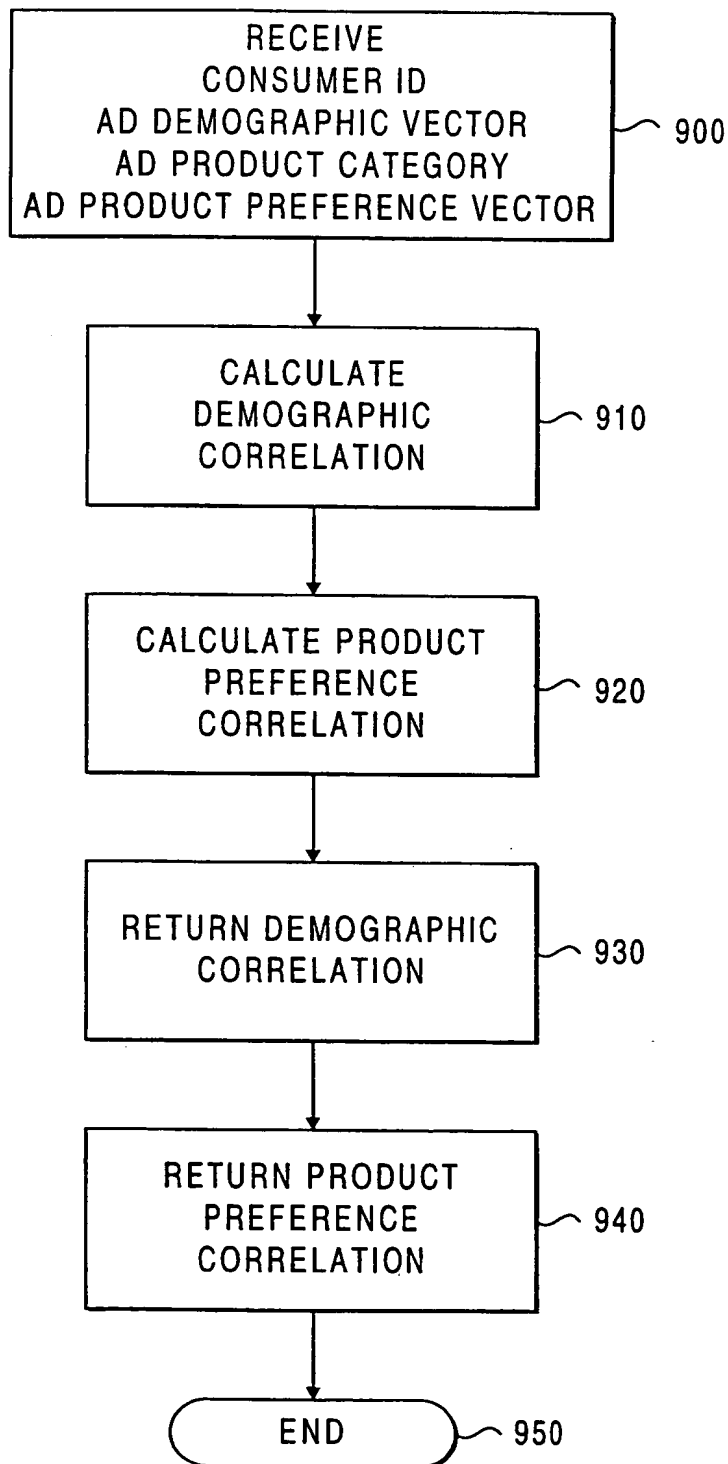 RECEIVE
CONSUMER ID
AD DEMOGRAPHIC VECTOR
AD PRODUCT CATEGORY
AD PRODUCT PREFERENCE VECTOR
900
CALCULATE
DEMOGRAPHIC
CORRELATION
910
CALCULATE PRODUCT
PREFERENCE
CORRELATION
920
RETURN DEMOGRAPHIC
CORRELATION
930
RETURN PRODUCT
PREFERENCE
CORRELATION
940
END
950